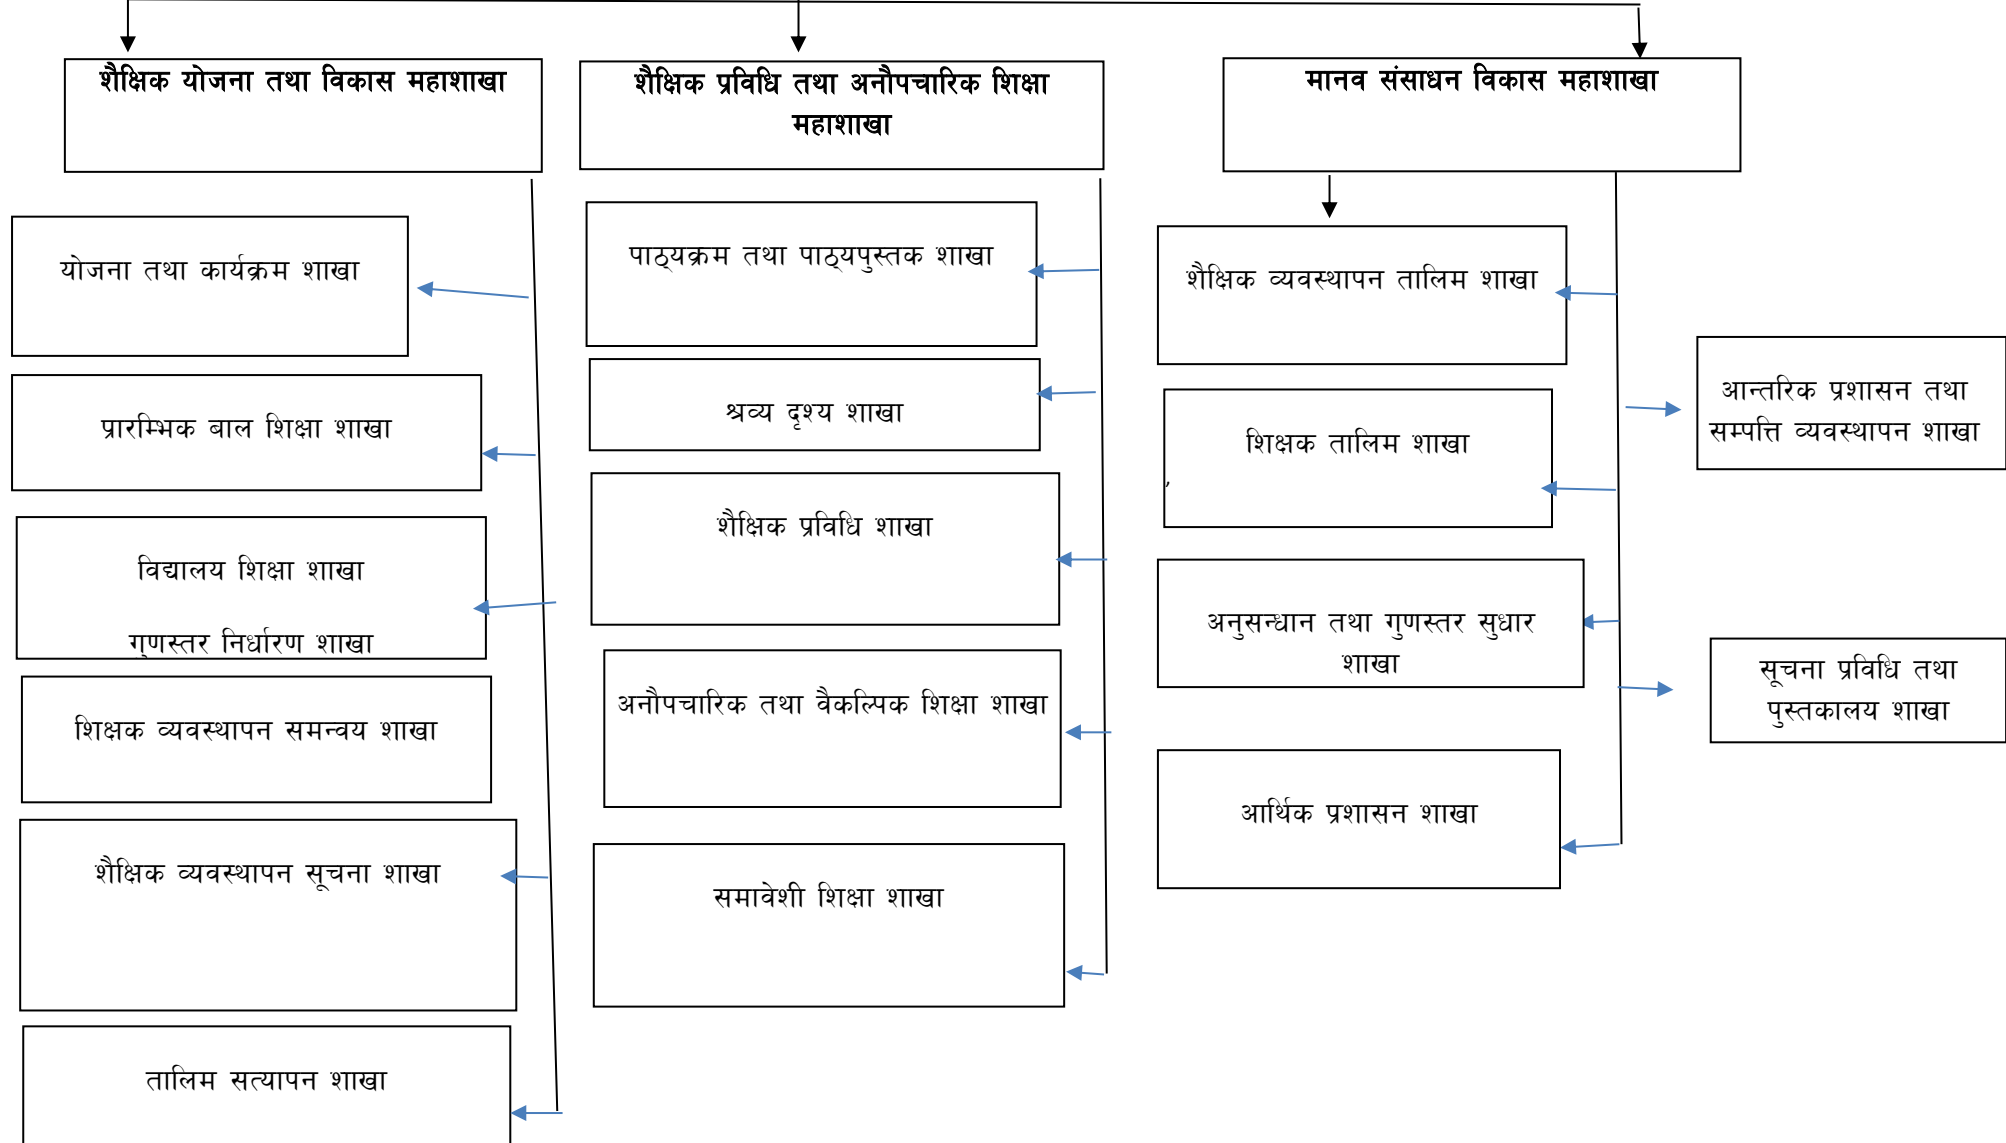 शैक्षिक योजना तथा विकास महाशाखा
योजना तथा कार्यक्रम शाखा
प्रारम्भिक बाल शिक्षा शाखा
विद्यालय शिक्षा शाखा
गुणस्तर निर्धारण शाखा
शिक्षक व्यवस्थापन समन्वय शाखा
शैक्षिक व्यवस्थापन सूचना शाखा
तालिम सत्यापन शाखा
शैक्षिक प्रविधि तथा अनौपचारिक शिक्षा
महाशाखा
पाठ्यक्रम तथा पाठ्यपुस्तक शाखा
श्रव्य दृश्य शाखा
शैक्षिक प्रविधि शाखा
अनौपचारिक तथा वैकल्पिक शिक्षा शाखा
समावेशी शिक्षा शाखा
मानव संसाधन विकास महाशाखा
शैक्षिक व्यवस्थापन तालिम शाखा
शिक्षक तालिम शाखा
,
अनुसन्धान तथा गुणस्तर सुधार
शाखा
आर्थिक प्रशासन शाखा
आन्तरिक प्रशासन तथा
सम्पत्ति व्यवस्थापन शाखा
सूचना प्रविधि तथा
पुस्तकालय शाखा